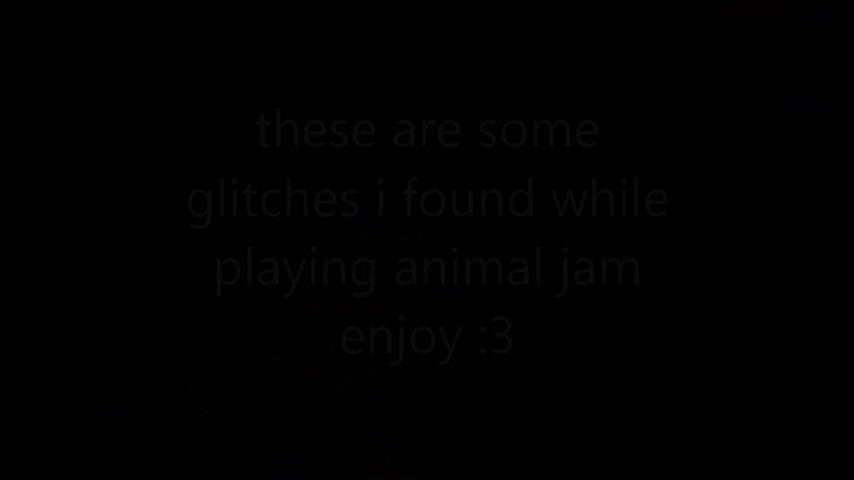 these are some
glitches i found while
playing animal jam
enjoy :3